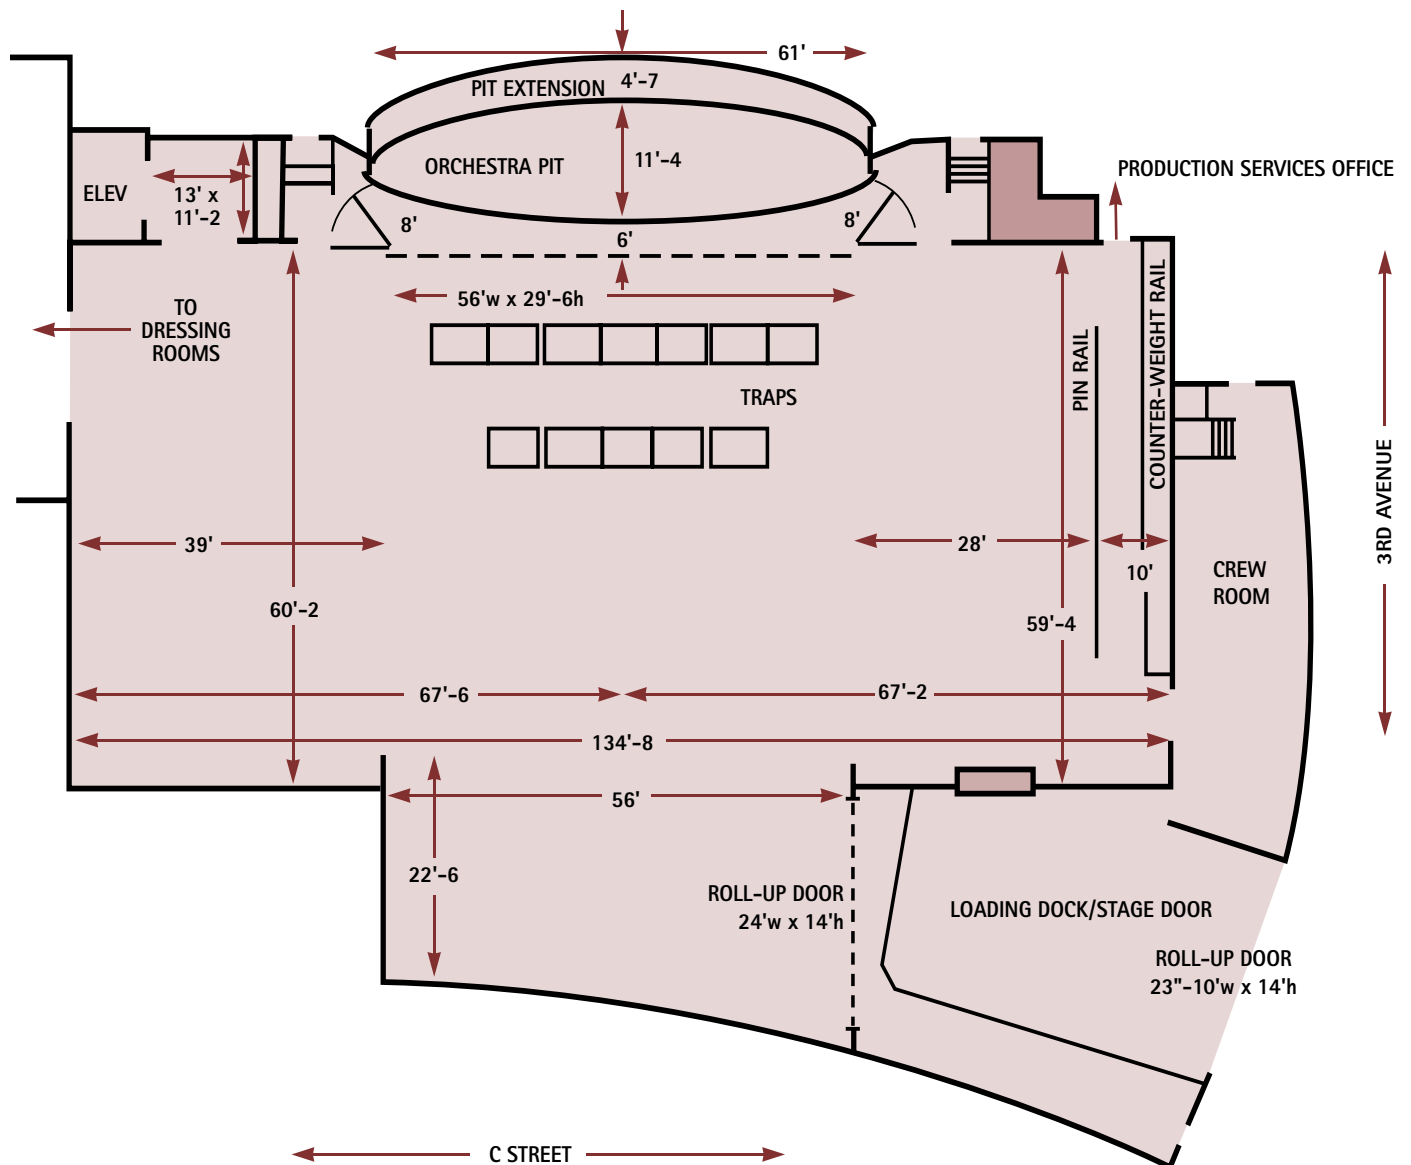 61'
PIT EXTENSION
4'-7
ORCHESTRA PIT
11'-4
PRODUCTION SERVICES OFFICE
ELEV
13' x
11'-2
8'
8'
6'
56'w x 29'-6h
TO
DRESSING
ROOMS
TRAPS
PIN RAIL
COUNTER-WEIGHT RAIL
3RD AVENUE
39'
28'
10'
CREW
ROOM
60'-2
59'-4
67'-6
67'-2
134'-8
56'
22'-6
ROLL-UP DOOR
24'w x 14'h
LOADING DOCK/STAGE DOOR
ROLL-UP DOOR
23"-10'w x 14'h
C STREET